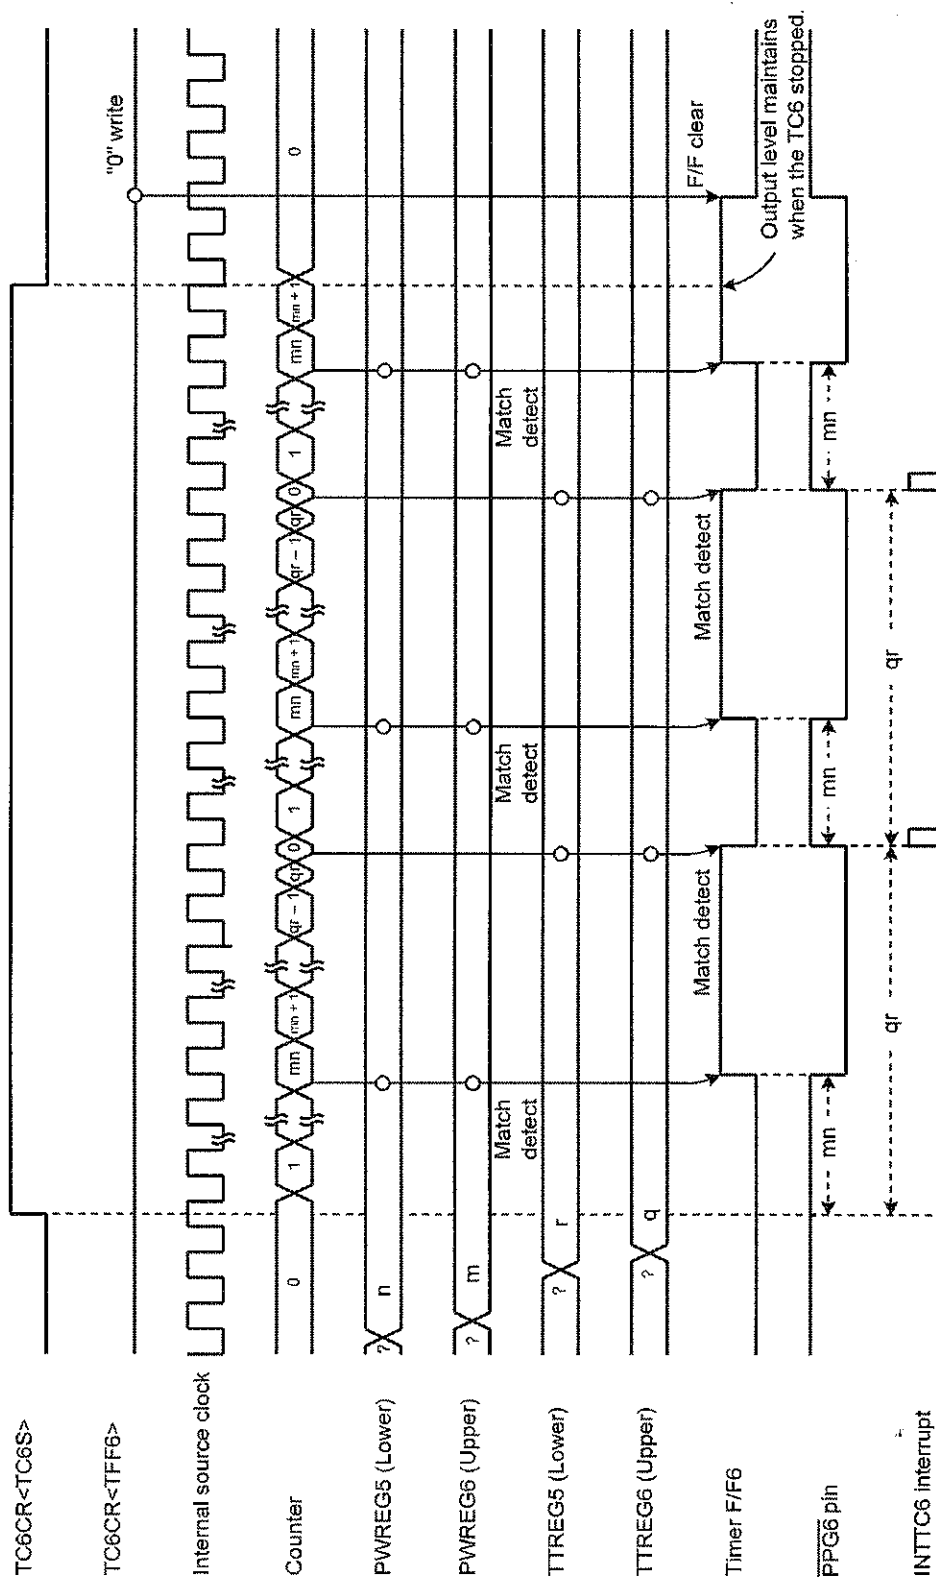 TC6CR<TC6S>
TC6CR<TFF6>
"0" write
Internal source clock
Counter
0
1
mn
mn + 1
qr – 1
qr
0
1
mn
mn + 1
qr – 1
qr
0
1
mn
mn + 1
0
PWREG5 (Lower)
?
n
PWREG6 (Upper)
?
m
Match
detect
Match
detect
Match
detect
TTREG5 (Lower)
?
r
TTREG6 (Upper)
?
q
Match detect
Match detect
F/F clear
Timer F/F6
Output level maintains
when the TC6 stopped.
PPG6 pin
mn
mn
mn
qr
qr
INTTC6 interrupt